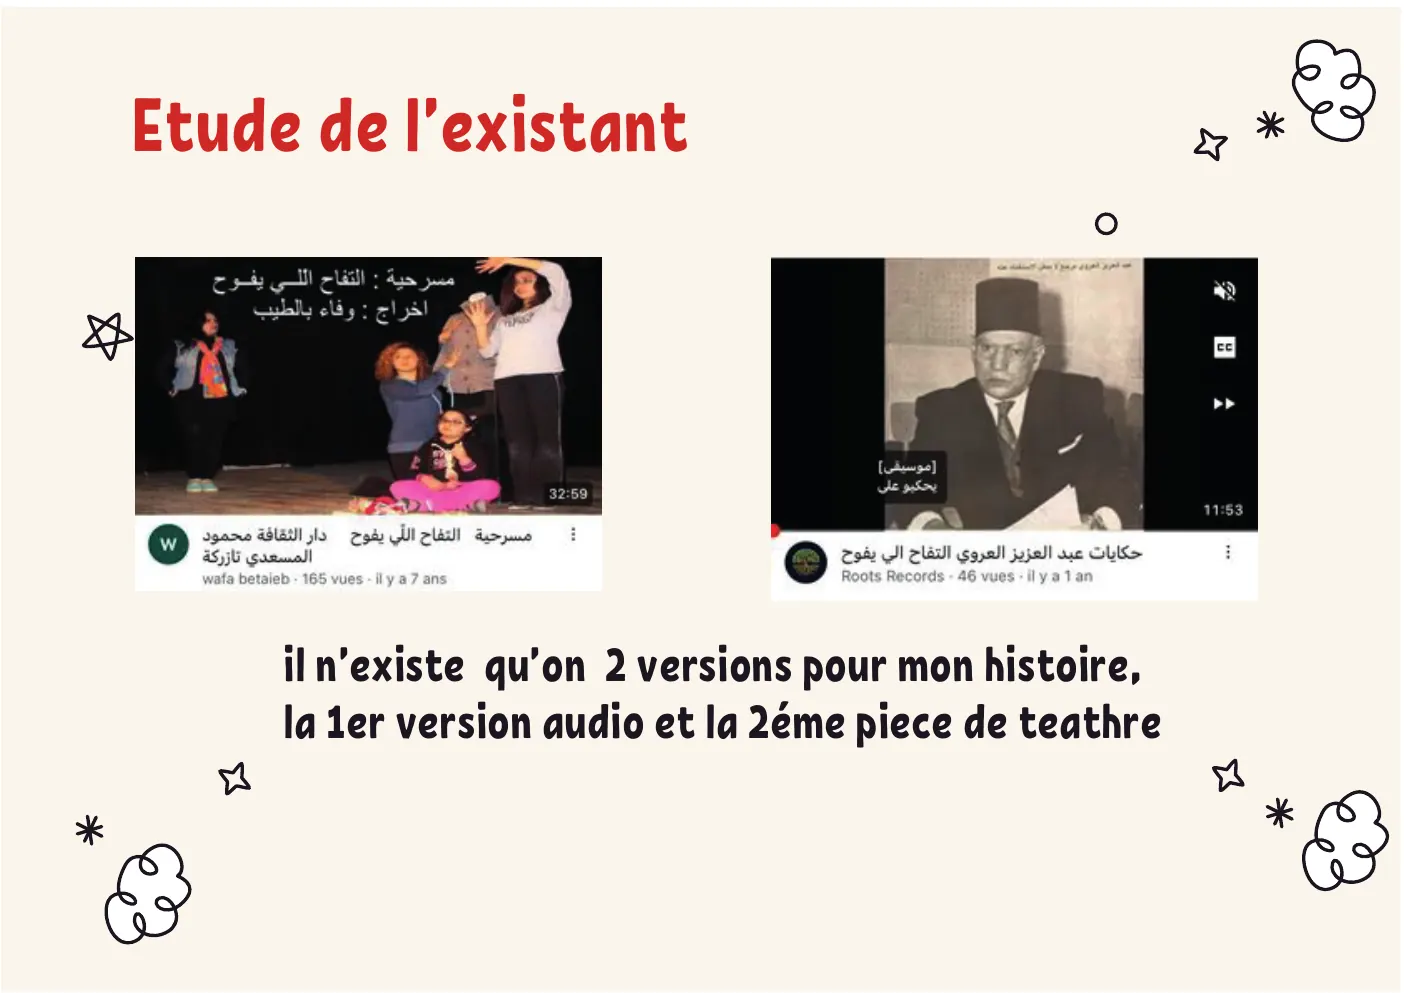 Etude de l'existant
مسرحية : التفاح اللـي يفـوح
اخراج : وفاء بالطيب
32:59
W
مسرحية التفاح اللّي يفوح دار الثقافة محمود
المسعدي تازركة
wafa betaieb · 165 vues · il y a 7 ans
CC
[موسيقى]
يحكيو على
11:53
حكايات عبد العزيز العروي التفاح الي يفوح
Roots Records · 46 vues · il y a 1 an
il n'existe qu'on 2 versions pour mon histoire,
la 1er version audio et la 2éme piece de teathre